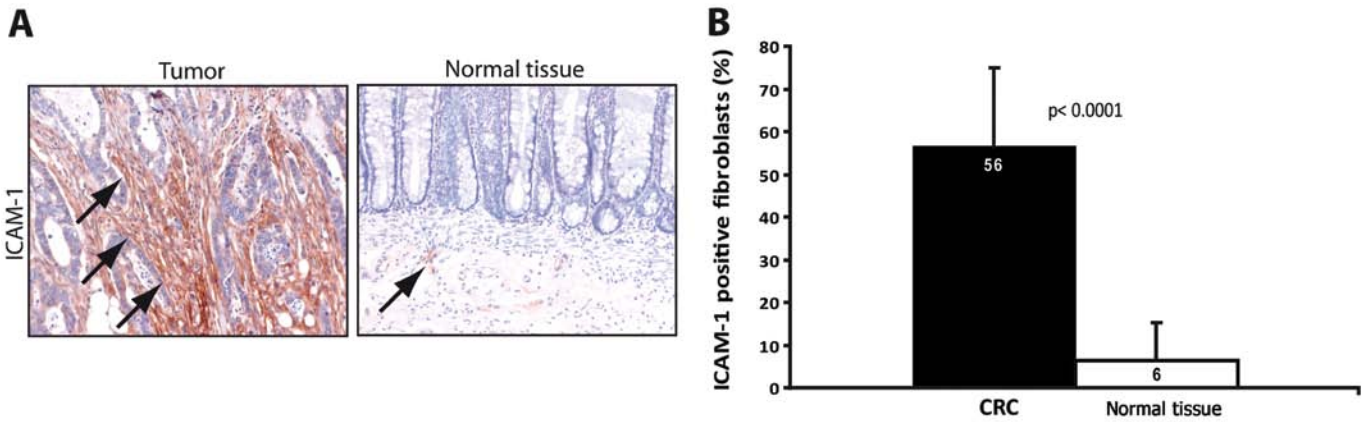 A
Tumor
Normal tissue
ICAM-1
B
ICAM-1 positive fibroblasts (%)
80
70
60
50
40
30
20
10
0
p< 0.0001
56
6
CRC
Normal tissue